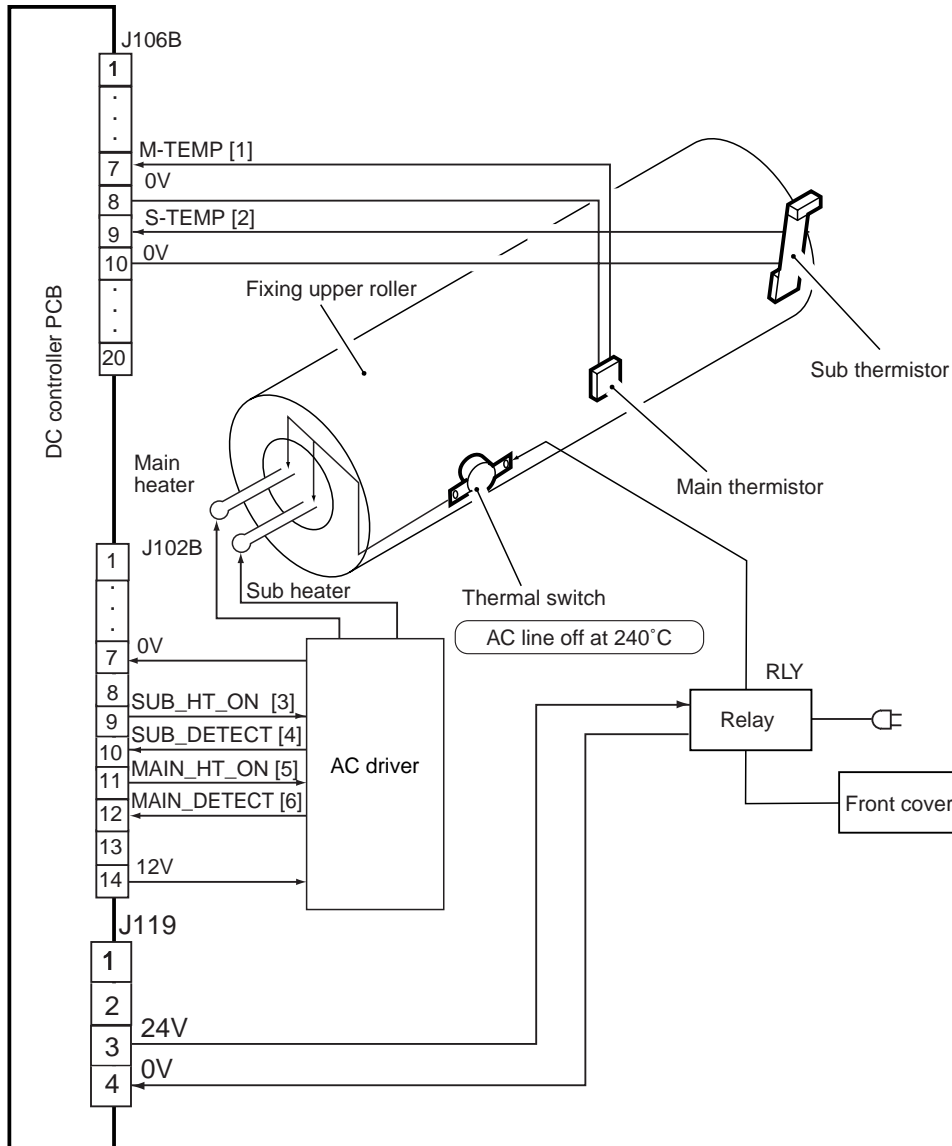 J106B
1
.
.
.
M-TEMP [1]
7
0V
8
S-TEMP [2]
9
0V
10
.
.
.
20
DC controller PCB
Fixing upper roller
Sub thermistor
Main thermistor
Main
heater
Sub heater
Thermal switch
AC line off at 240˚C
J102B
1
.
.
.
7
0V
8
SUB_HT_ON [3]
9
SUB_DETECT [4]
10
MAIN_HT_ON [5]
11
MAIN_DETECT [6]
12
13
12V
14
AC driver
RLY
Relay
Front cover
J119
1
2
24V
3
0V
4